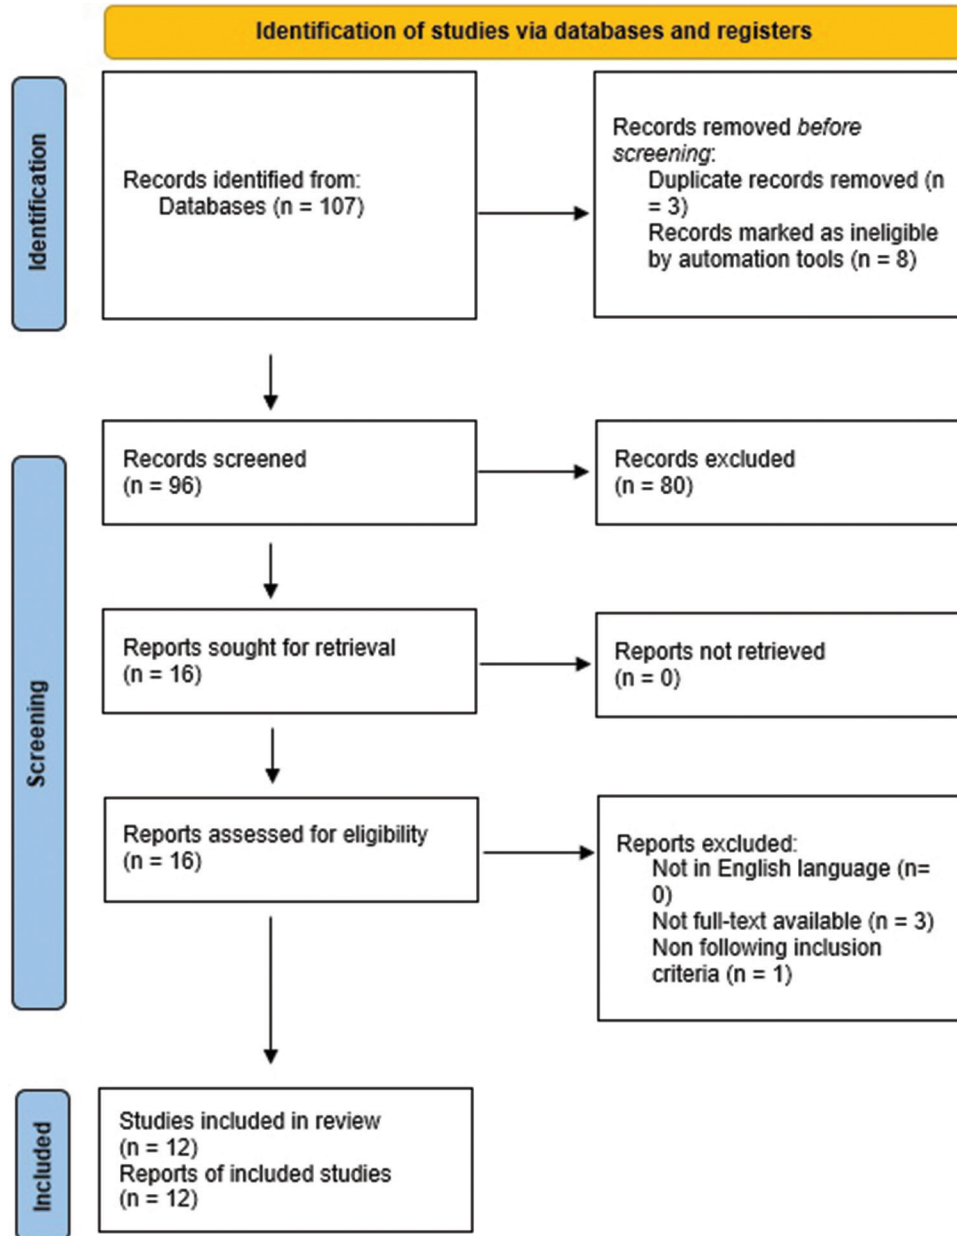 Identification of studies via databases and registers
Identification
Records identified from:
Databases (n = 107)
Records removed before
screening:
Duplicate records removed (n
= 3)
Records marked as ineligible
by automation tools (n = 8)
Screening
Records screened
(n = 96)
Records excluded
(n = 80)
Reports sought for retrieval
(n = 16)
Reports not retrieved
(n = 0)
Reports assessed for eligibility
(n = 16)
Reports excluded:
Not in English language (n=
0)
Not full-text available (n = 3)
Non following inclusion
criteria (n = 1)
Included
Studies included in review
(n = 12)
Reports of included studies
(n = 12)